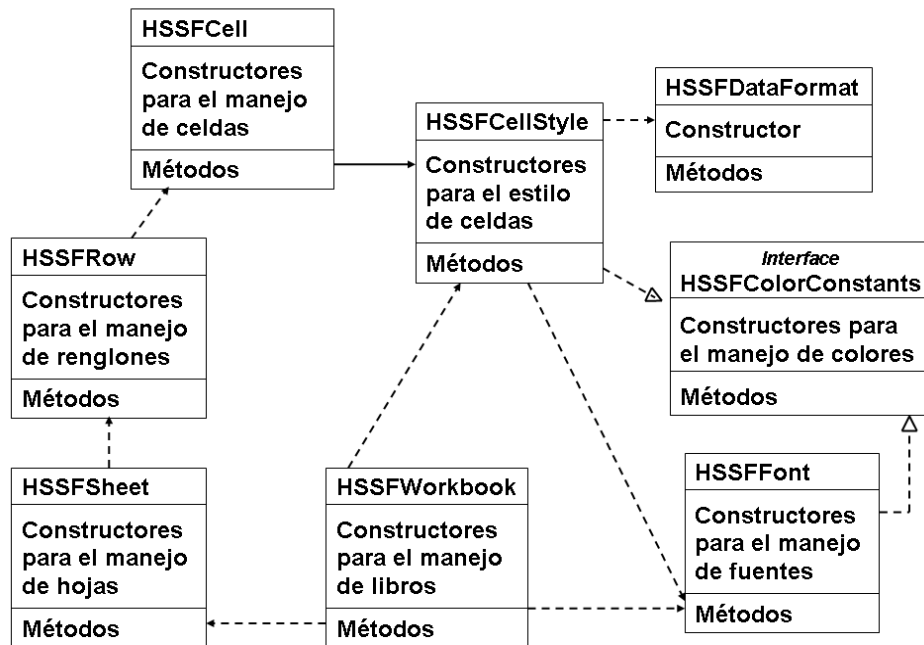 HSSFCell
Constructores
para el manejo
de celdas
Métodos
HSSFCellStyle
Constructores
para el estilo
de celdas
Métodos
HSSFDataFormat
Constructor
Métodos
HSSFRow
Constructores
para el manejo
de renglones
Métodos
Interface
HSSFColorConstants
Constructores para
el manejo de colores
Métodos
HSSFSheet
Constructores
para el manejo
de hojas
Métodos
HSSFWorkbook
Constructores
para el manejo
de libros
Métodos
HSSFFont
Constructores
para el manejo
de fuentes
Métodos